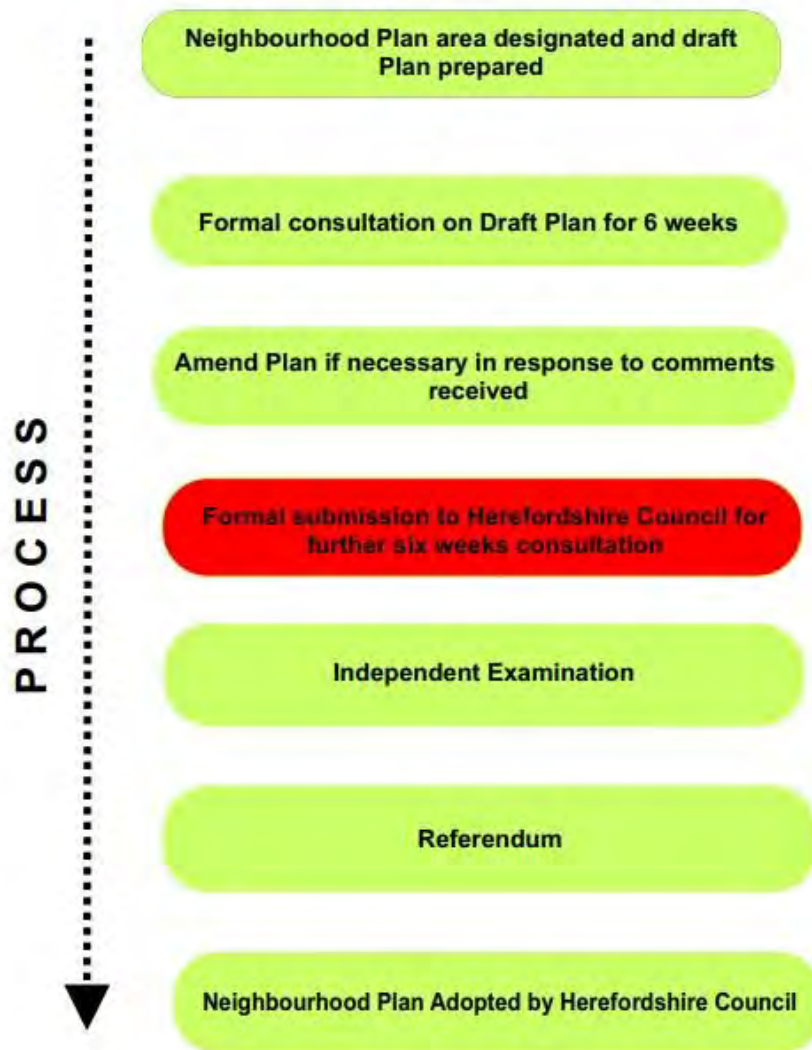 PROCESS
Neighbourhood Plan area designated and draft
Plan prepared
Formal consultation on Draft Plan for 6 weeks
Amend Plan if necessary in response to comments
received
Formal submission to Herefordshire Council for
further six weeks consultation
Independent Examination
Referendum
Neighbourhood Plan Adopted by Herefordshire Council